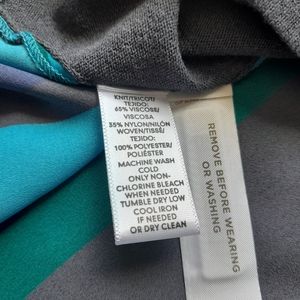 KNIT/TRICOT/
TEJIDO:
65% VISCOSE/
VISCOSA
35% NYLON/NILÓN
WOVEN/TISSÉ/
TEJIDO:
100% POLYESTER/
POLIÉSTER
MACHINE WASH
COLD
ONLY NON-
CHLORINE BLEACH
WHEN NEEDED
TUMBLE DRY LOW
COOL IRON
IF NEEDED
OR DRY CLEAN
REMOVE BEFORE WEARING
OR WASHING